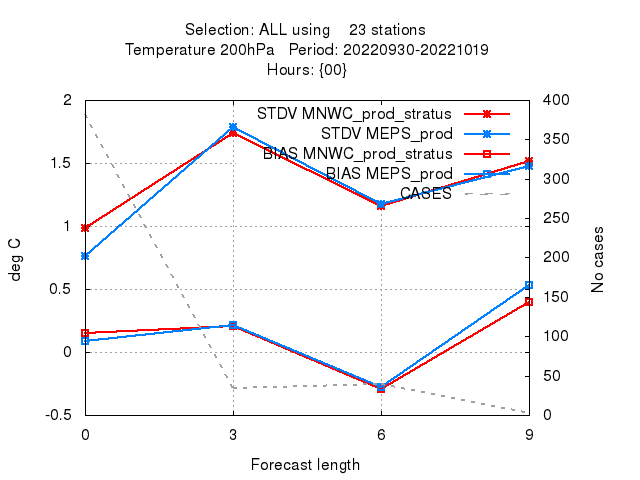 Selection: ALL using    23 stations
Temperature 200hPa   Period: 20220930-20221019
Hours: {00}
STDV MNWC_prod_stratus
STDV MEPS_prod
BIAS MNWC_prod_stratus
BIAS MEPS_prod
CASES
deg C
2
1.5
1
0.5
0
-0.5
400
350
300
250
200
150
100
50
0
No cases
0 3 6 9
Forecast length